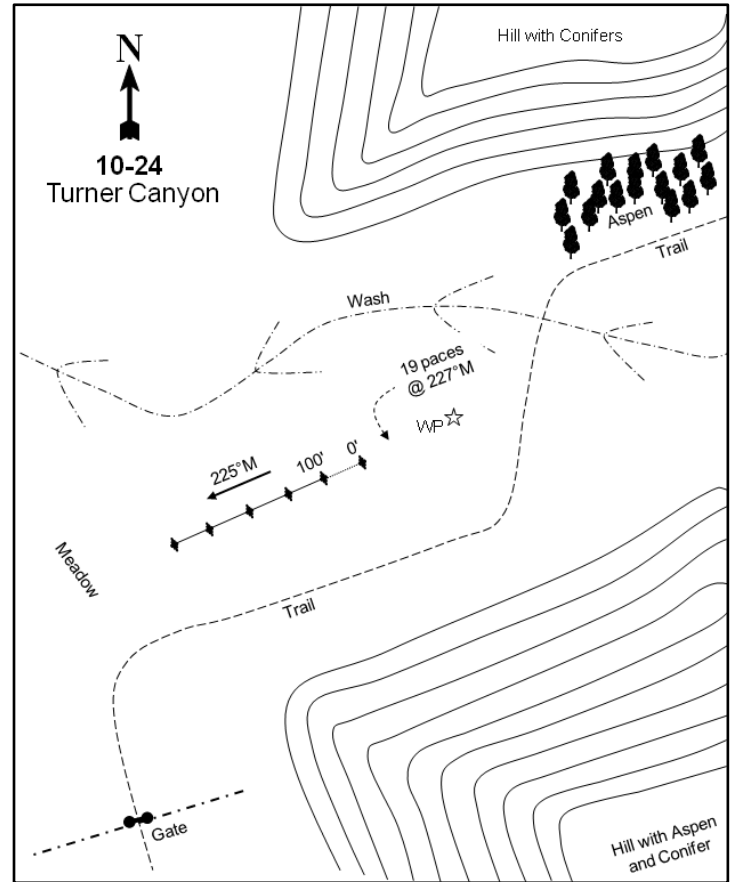 Hill with Conifers
N
10-24
Turner Canyon
Aspen
Trail
Wash
19 paces
@ 227°M
WP
0'
100'
225°M
Meadow
Trail
Gate
Hill with Aspen
and Conifer